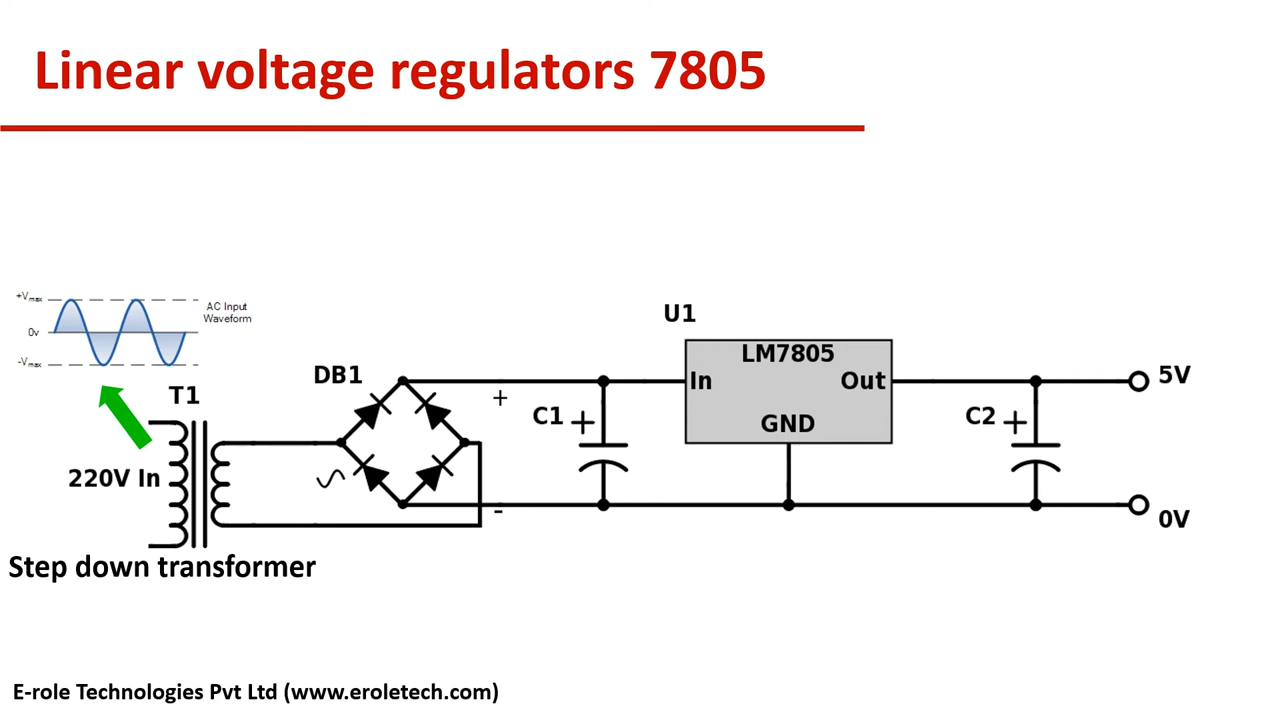 Linear voltage regulators 7805
+Vmax
0v
-Vmax
AC Input
Waveform
T1
220V In
Step down transformer
DB1
+
-
C1 +
U1
LM7805
In
Out
GND
C2 +
5V
0V
E-role Technologies Pvt Ltd (www.eroletech.com)